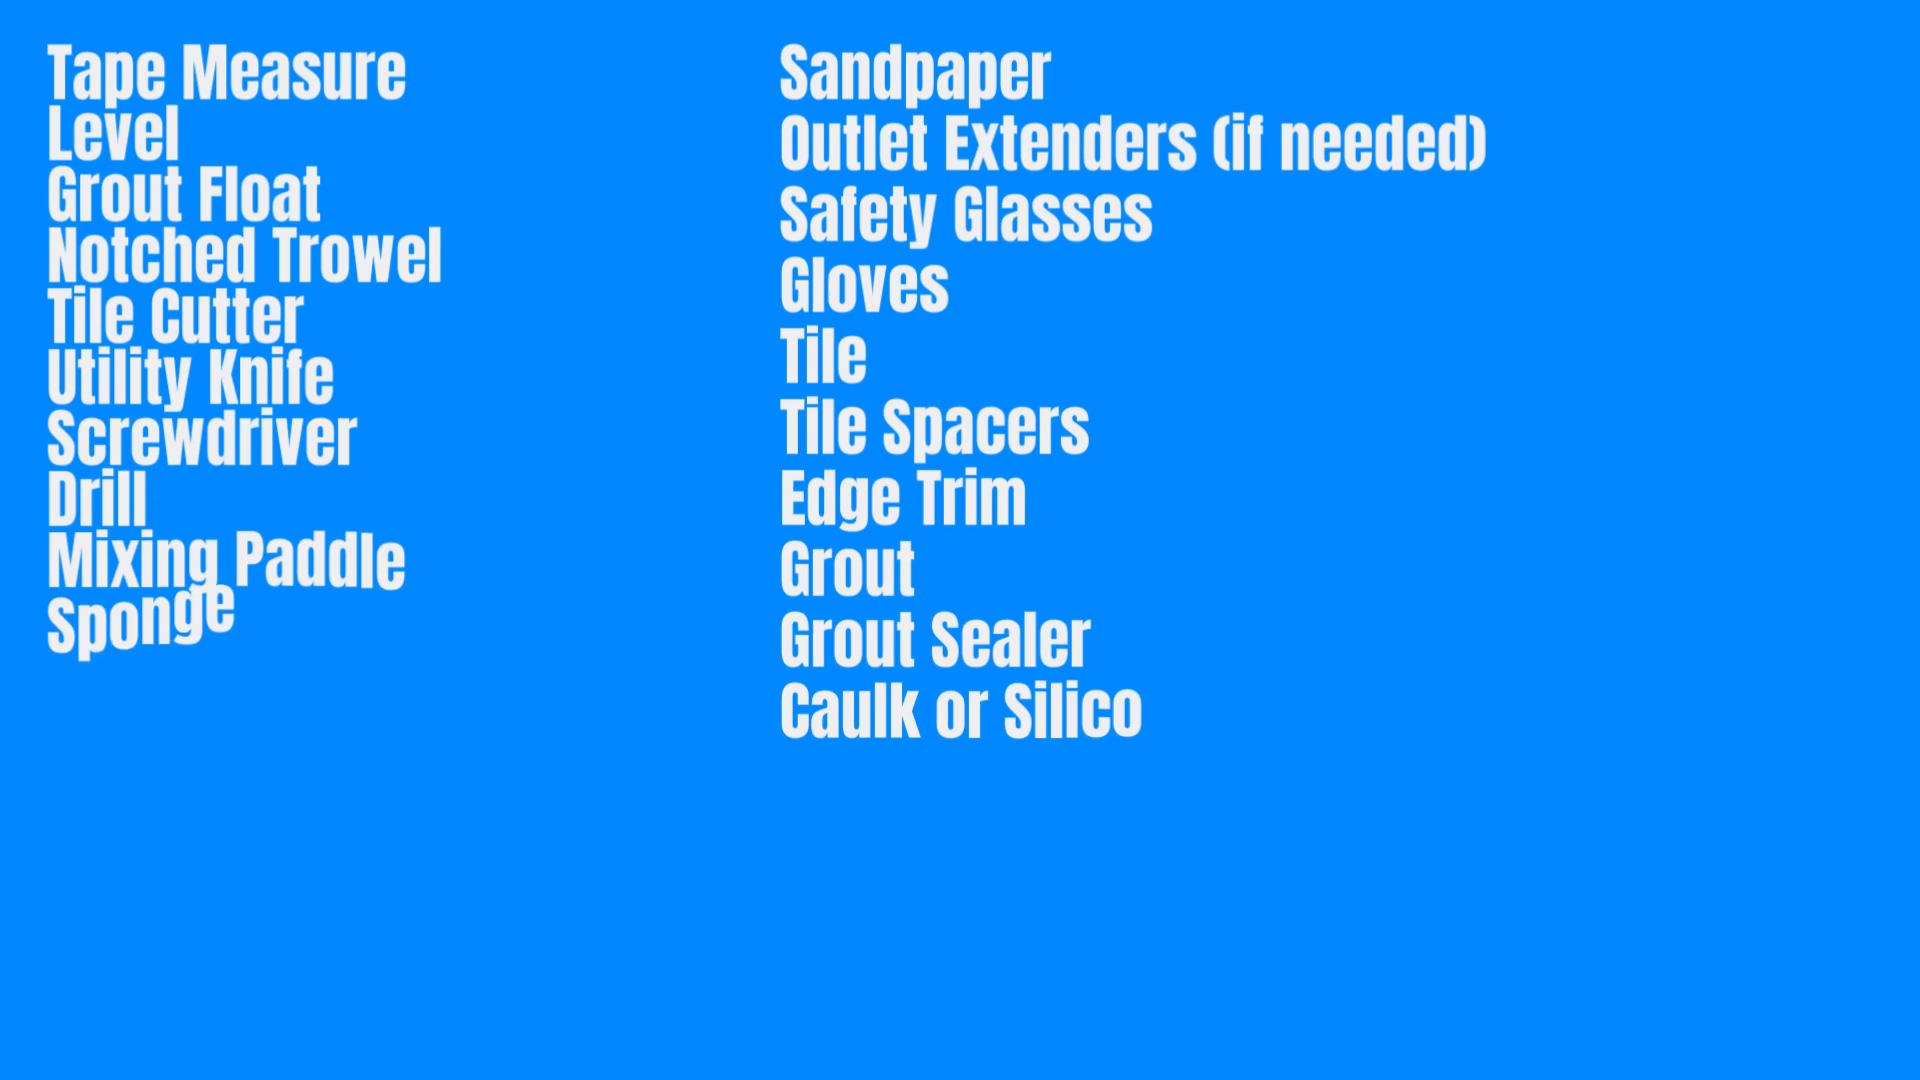 Tape Measure
Level
Grout Float
Notched Trowel
Tile Cutter
Utility Knife
Screwdriver
Drill
Mixing Paddle
Sponge
Sandpaper
Outlet Extenders (if needed)
Safety Glasses
Gloves
Tile
Tile Spacers
Edge Trim
Grout
Grout Sealer
Caulk or Silico